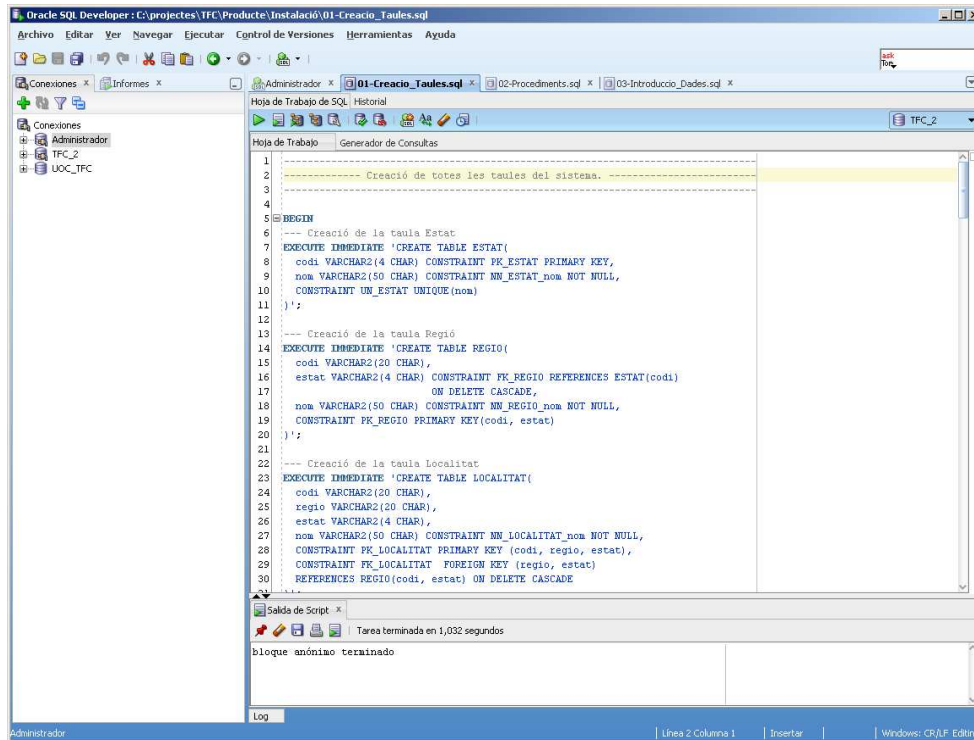 Oracle SQL Developer : C:\projectes\TFC\Producte\Instalació\01-Creacio_Taules.sql
Archivo Editar Ver Navegar Ejecutar Control de Versiones Herramientas Ayuda
ask Tom
Conexiones x Informes x
Administrador x 01-Creacio_Taules.sql x 02-Procediments.sql x 03-Introduccio_Dades.sql x
Hoja de Trabajo de SQL Historial
Conexiones
Administrador
TFC_2
UOC_TFC
TFC_2
Hoja de Trabajo Generador de Consultas
1 --------------------------------------------------------------------------------
2 ------------- Creació de totes les taules del sistema. -------------------------
3 --------------------------------------------------------------------------------
4
5 BEGIN
6 --- Creació de la taula Estat
7 EXECUTE IMMEDIATE 'CREATE TABLE ESTAT(
8 codi VARCHAR2(4 CHAR) CONSTRAINT PK_ESTAT PRIMARY KEY,
9 nom VARCHAR2(50 CHAR) CONSTRAINT NN_ESTAT_nom NOT NULL,
10 CONSTRAINT UN_ESTAT UNIQUE(nom)
11 )';
12
13 --- Creació de la taula Regió
14 EXECUTE IMMEDIATE 'CREATE TABLE REGIO(
15 codi VARCHAR2(20 CHAR),
16 estat VARCHAR2(4 CHAR) CONSTRAINT FK_REGIO REFERENCES ESTAT(codi)
17 ON DELETE CASCADE,
18 nom VARCHAR2(50 CHAR) CONSTRAINT NN_REGIO_nom NOT NULL,
19 CONSTRAINT PK_REGIO PRIMARY KEY(codi, estat)
20 )';
21
22 --- Creació de la taula Localitat
23 EXECUTE IMMEDIATE 'CREATE TABLE LOCALITAT(
24 codi VARCHAR2(20 CHAR),
25 regio VARCHAR2(20 CHAR),
26 estat VARCHAR2(4 CHAR),
27 nom VARCHAR2(50 CHAR) CONSTRAINT NN_LOCALITAT_nom NOT NULL,
28 CONSTRAINT PK_LOCALITAT PRIMARY KEY (codi, regio, estat),
29 CONSTRAINT FK_LOCALITAT FOREIGN KEY (regio, estat)
30 REFERENCES REGIO(codi, estat) ON DELETE CASCADE
Salida de Script x
Tarea terminada en 1,032 segundos
bloque anónimo terminado
Log
Administrador Línea 2 Columna 1 Insertar Windows: CR/LF Editin